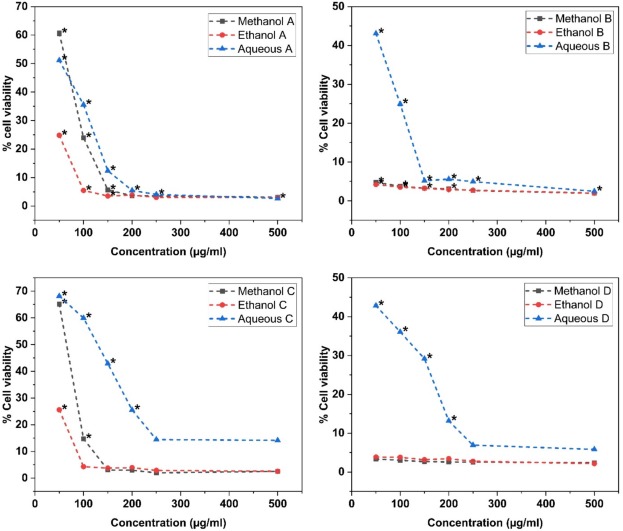 Methanol A
Ethanol A
Aqueous A
% cell viability
70
60
50
40
30
20
10
0
100 200 300 400 500
Concentration (µg/ml)
Methanol B
Ethanol B
Aqueous B
% cell viability
50
40
30
20
10
0
100 200 300 400 500
Concentration (µg/ml)
Methanol C
Ethanol C
Aqueous C
% Cell viability
70
60
50
40
30
20
10
0
100 200 300 400 500
Concentration (µg/ml)
Methanol D
Ethanol D
Aqueous D
% Cell viability
50
40
30
20
10
0
100 200 300 400 500
Concentration (µg/ml)